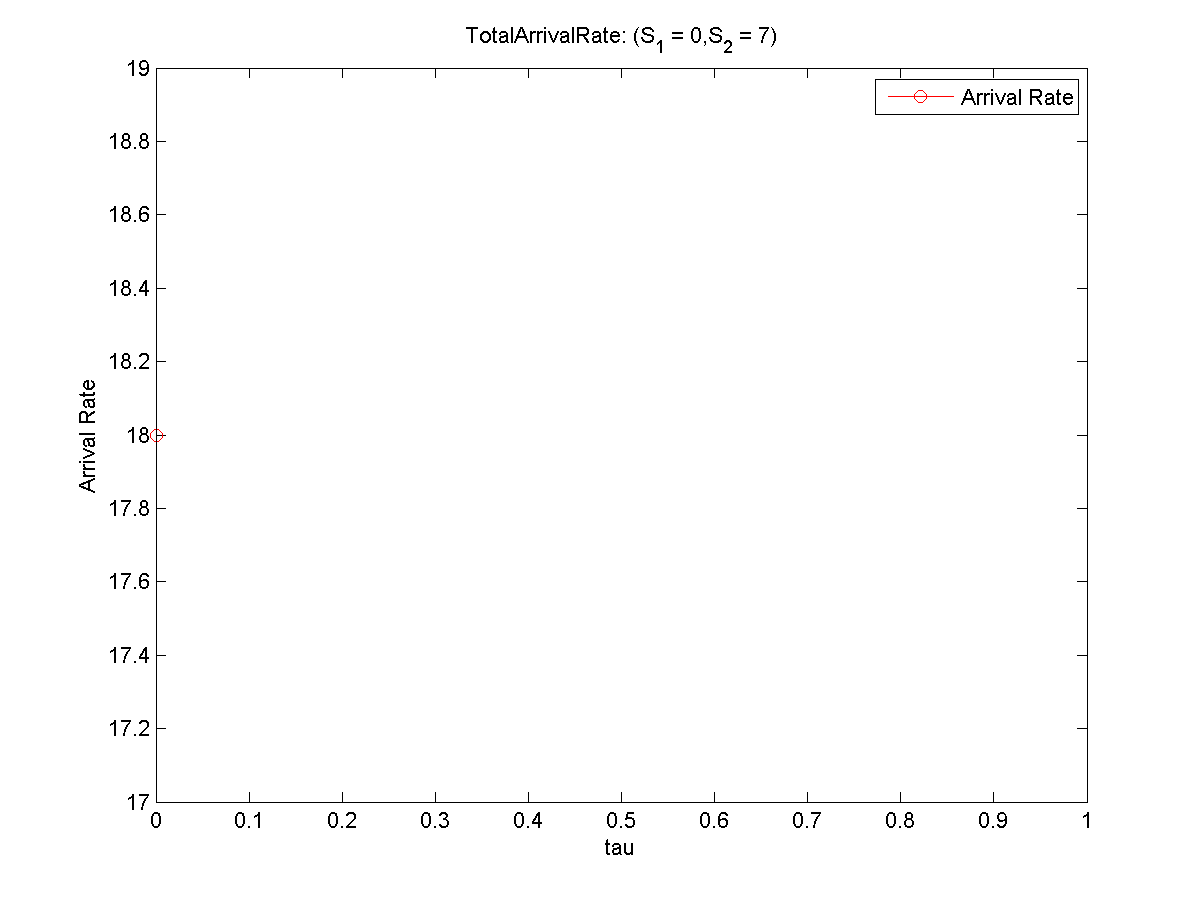 TotalArrivalRate: (S_1 = 0,S_2 = 7)
Arrival Rate
19
18.8
18.6
18.4
18.2
18
17.8
17.6
17.4
17.2
17
Arrival Rate
0 0.1 0.2 0.3 0.4 0.5 0.6 0.7 0.8 0.9 1
tau